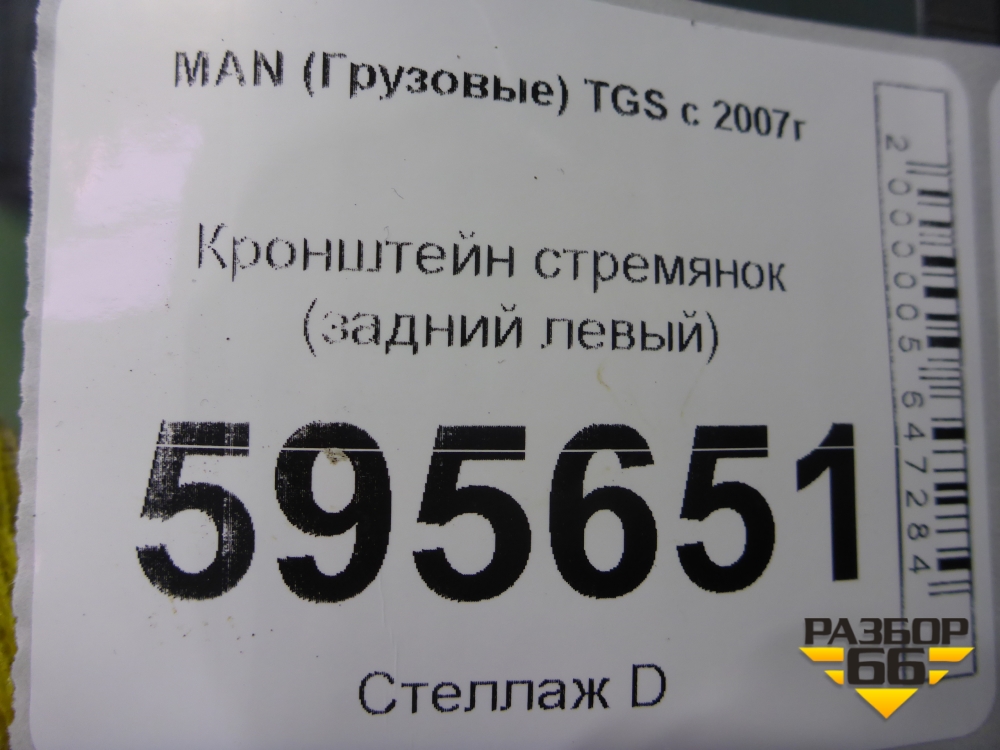 MAN (Грузовые) TGS с 2007г
Кронштейн стремянок
(задний левый)
595651
Стеллаж D
2000005647284
РАЗБОР
66